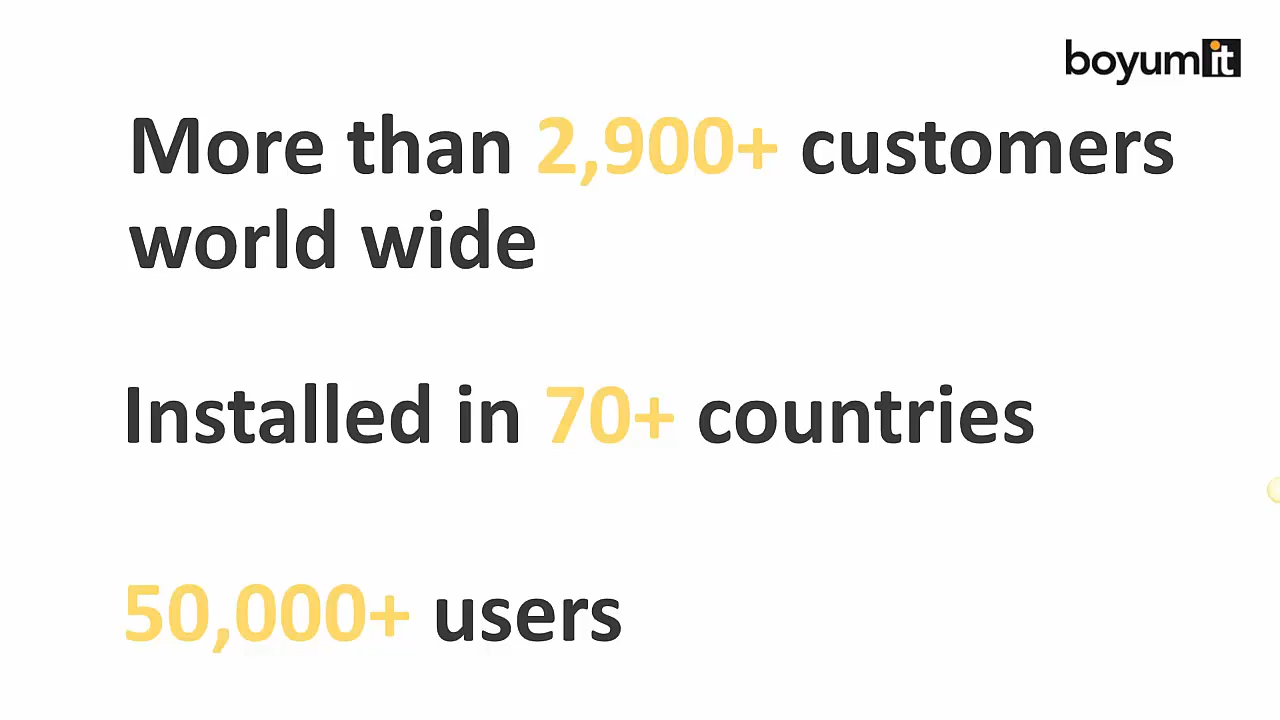 boyumit
More than 2,900+ customers
world wide
Installed in 70+ countries
50,000+ users